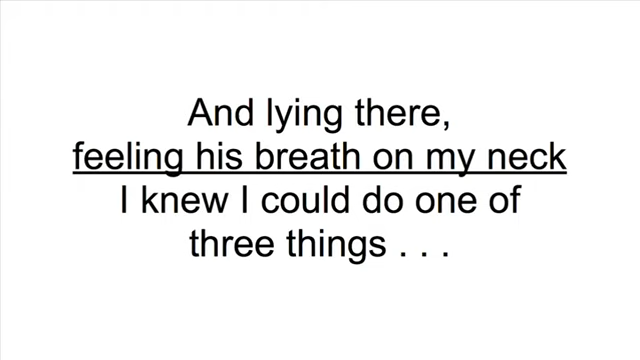 And lying there,
feeling his breath on my neck
I knew I could do one of
three things . . .